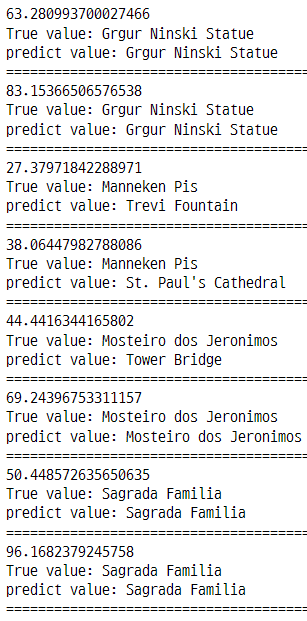 63.280993700027466
True value: Grgur Ninski Statue
predict value: Grgur Ninski Statue
======================================
83.15366506576538
True value: Grgur Ninski Statue
predict value: Grgur Ninski Statue
======================================
27.37971842288971
True value: Manneken Pis
predict value: Trevi Fountain
======================================
38.06447982788086
True value: Manneken Pis
predict value: St. Paul's Cathedral
======================================
44.4416344165802
True value: Mosteiro dos Jeronimos
predict value: Tower Bridge
======================================
69.24396753311157
True value: Mosteiro dos Jeronimos
predict value: Mosteiro dos Jeronimos
======================================
50.448572635650635
True value: Sagrada Familia
predict value: Sagrada Familia
======================================
96.1682379245758
True value: Sagrada Familia
predict value: Sagrada Familia
======================================